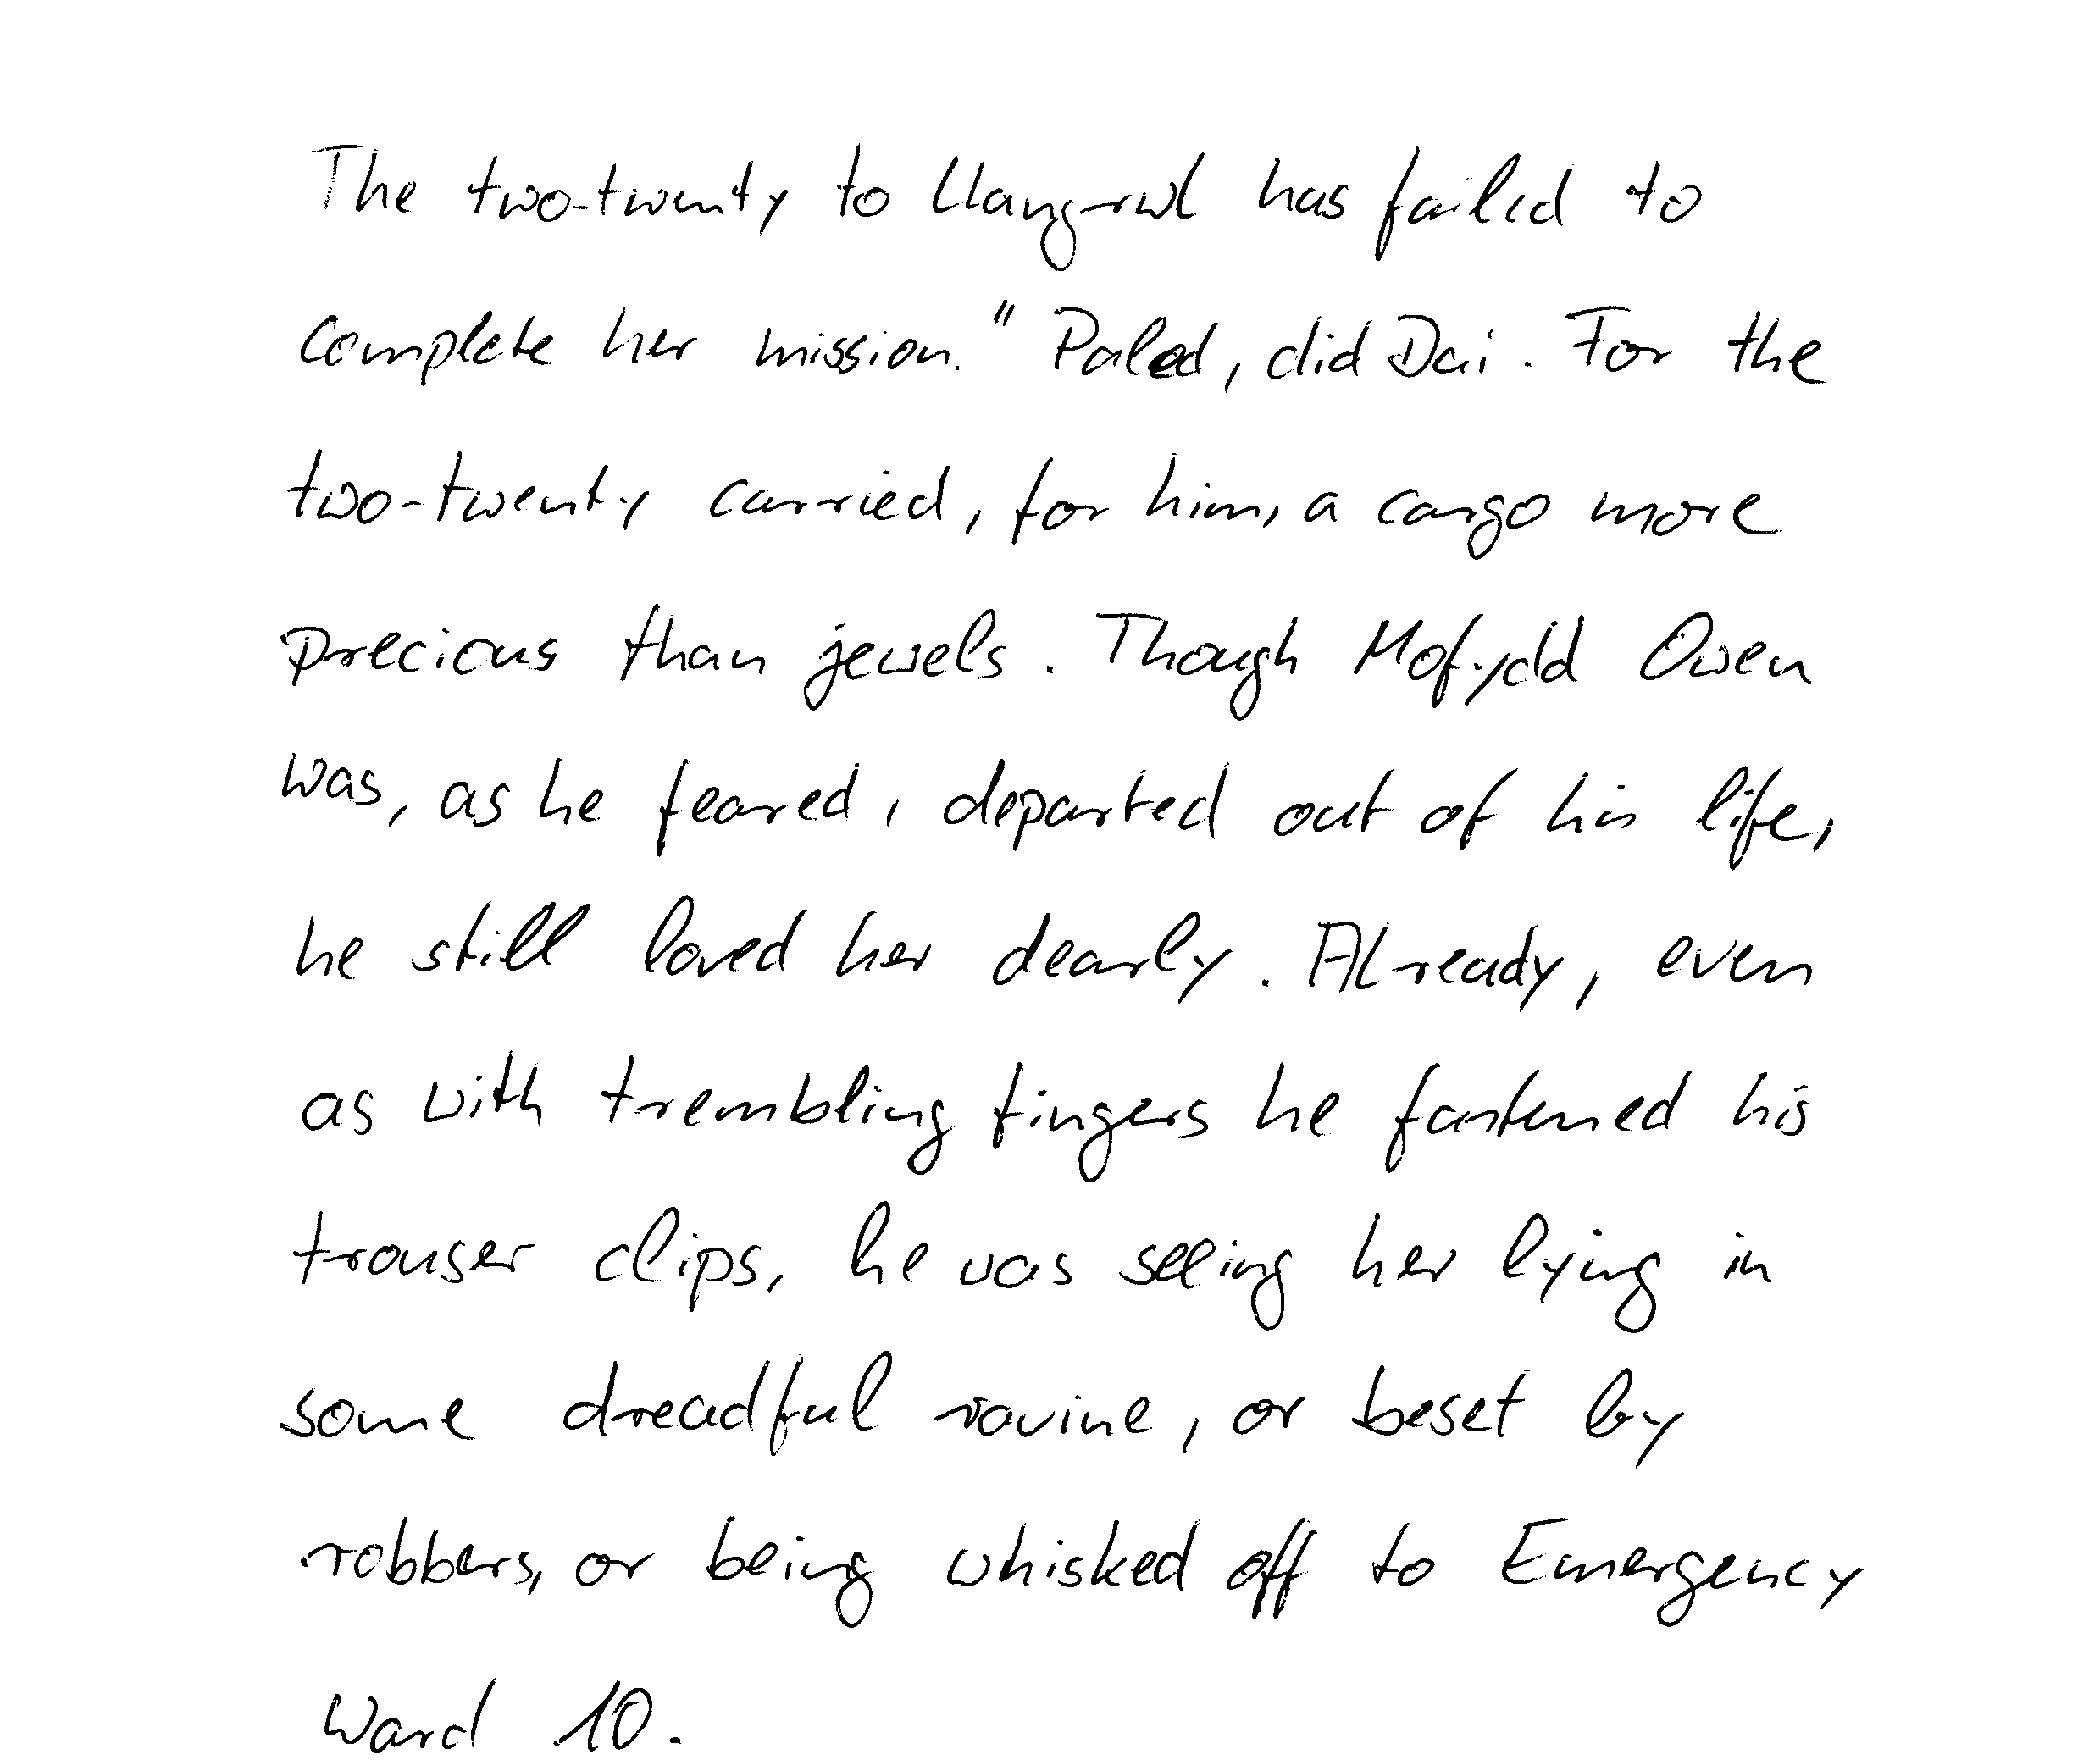 The two-twenty to Llangrwl has failed to
complete her mission." Paled, did Dai. For the
two-twenty carried, for him, a cargo more
precious than jewels. Though Mofydd Owen
was, as he feared, departed out of his life,
he still loved her dearly. Already, even
as with trembling fingers he fastened his
trouser clips, he was seeing her lying in
some dreadful ravine, or beset by
robbers, or being whisked off to Emergency
Ward 10.